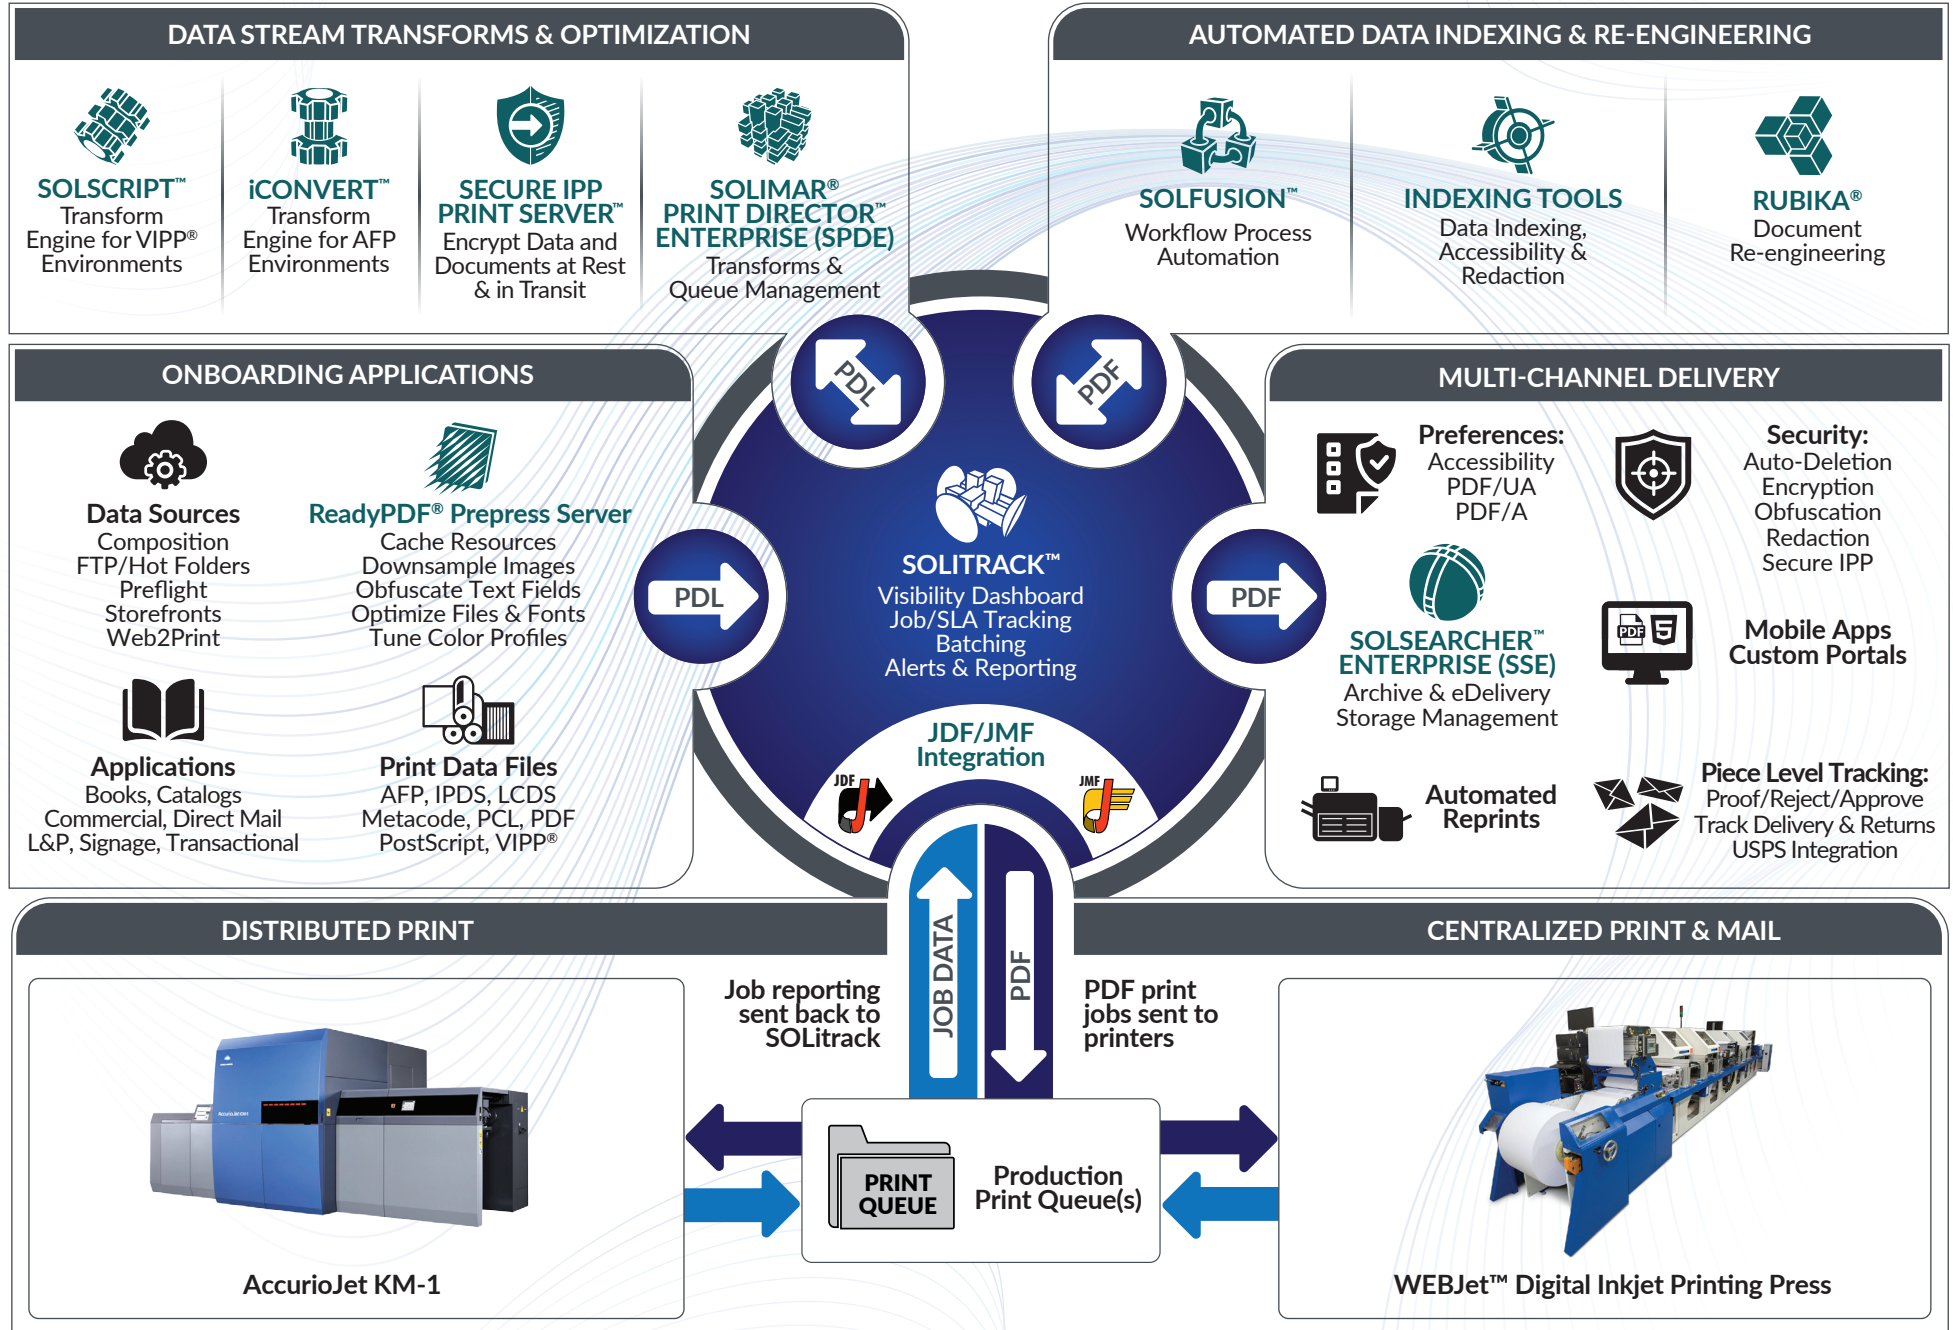 DATA STREAM TRANSFORMS & OPTIMIZATION
SOLSCRIPT™
Transform
Engine for VIPP®
Environments
iCONVERT™
Transform
Engine for AFP
Environments
SECURE IPP
PRINT SERVER™
Encrypt Data and
Documents at Rest
& in Transit
SOLIMAR®
PRINT DIRECTOR™
ENTERPRISE (SPDE)
Transforms &
Queue Management
AUTOMATED DATA INDEXING & RE-ENGINEERING
SOLFUSION™
Workflow Process
Automation
INDEXING TOOLS
Data Indexing,
Accessibility &
Redaction
RUBIKA®
Document
Re-engineering
PDL
PDF
ONBOARDING APPLICATIONS
Data Sources
Composition
FTP/Hot Folders
Preflight
Storefronts
Web2Print
ReadyPDF® Prepress Server
Cache Resources
Downsample Images
Obfuscate Text Fields
Optimize Files & Fonts
Tune Color Profiles
Applications
Books, Catalogs
Commercial, Direct Mail
L&P, Signage, Transactional
Print Data Files
AFP, IPDS, LCDS
Metacode, PCL, PDF
PostScript, VIPP®
PDL
SOLITRACK™
Visibility Dashboard
Job/SLA Tracking
Batching
Alerts & Reporting
JDF/JMF
Integration
JDF
JMF
PDF
MULTI-CHANNEL DELIVERY
Preferences:
Accessibility
PDF/UA
PDF/A
Security:
Auto-Deletion
Encryption
Obfuscation
Redaction
Secure IPP
SOLSEARCHER™
ENTERPRISE (SSE)
Archive & eDelivery
Storage Management
PDF
5
Mobile Apps
Custom Portals
Automated
Reprints
Piece Level Tracking:
Proof/Reject/Approve
Track Delivery & Returns
USPS Integration
DISTRIBUTED PRINT
CENTRALIZED PRINT & MAIL
Job reporting
sent back to
SOLitrack
JOB DATA
PDF
PDF print
jobs sent to
printers
PRINT
QUEUE
Production
Print Queue(s)
AccurioJet KM-1
WEBJet™ Digital Inkjet Printing Press